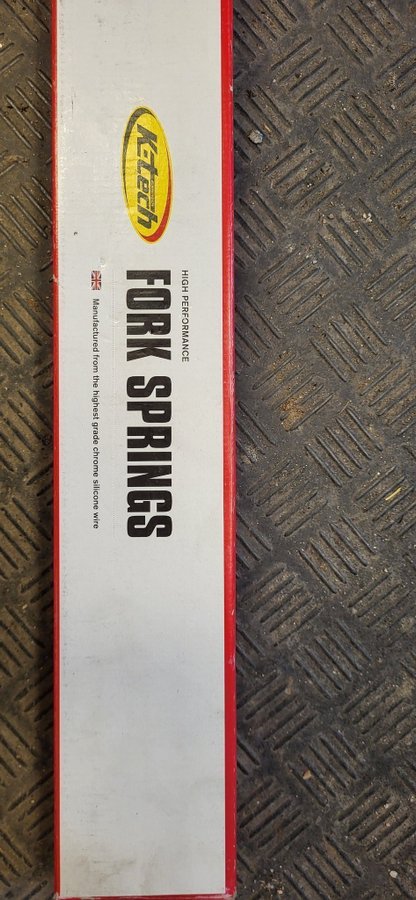 K-tech
HIGH PERFORMANCE
FORK SPRINGS
Manufactured from the highest grade chrome silicone wire